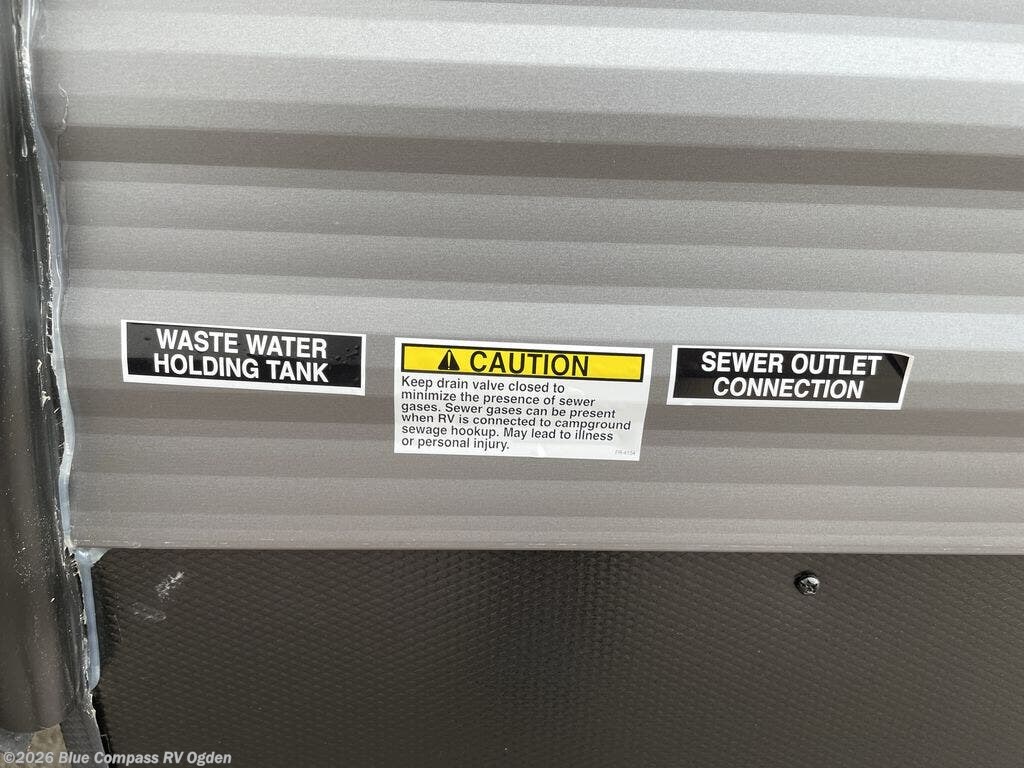 WASTE WATER
HOLDING TANK
CAUTION
Keep drain valve closed to
minimize the presence of sewer
gases. Sewer gases can be present
when RV is connected to campground
sewage hookup. May lead to illness
or personal injury.
FR-4134
SEWER OUTLET
CONNECTION
©2026 Blue Compass RV Ogden